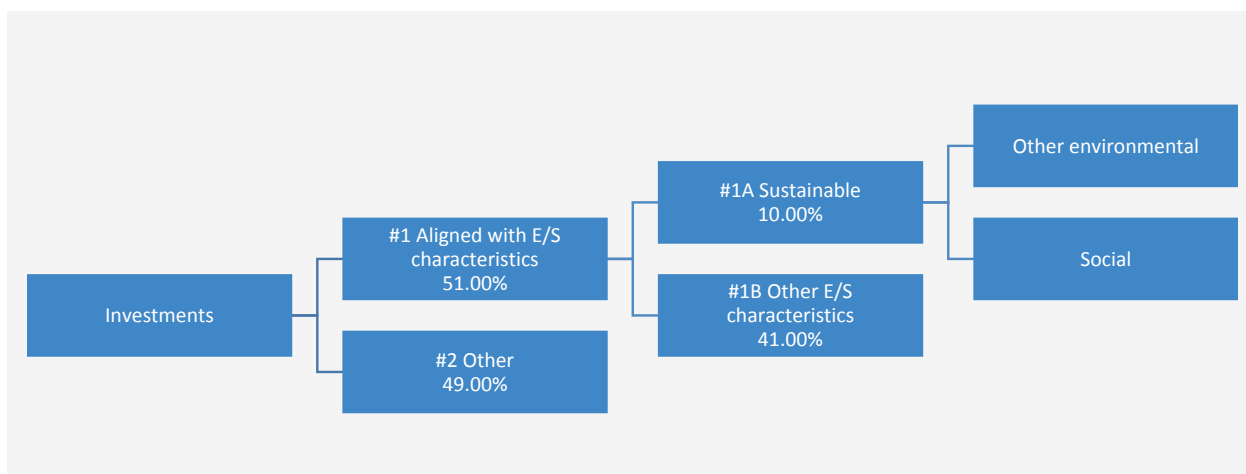 Investments
#1 Aligned with E/S
characteristics
51.00%
#2 Other
49.00%
#1A Sustainable
10.00%
#1B Other E/S
characteristics
41.00%
Other environmental
Social